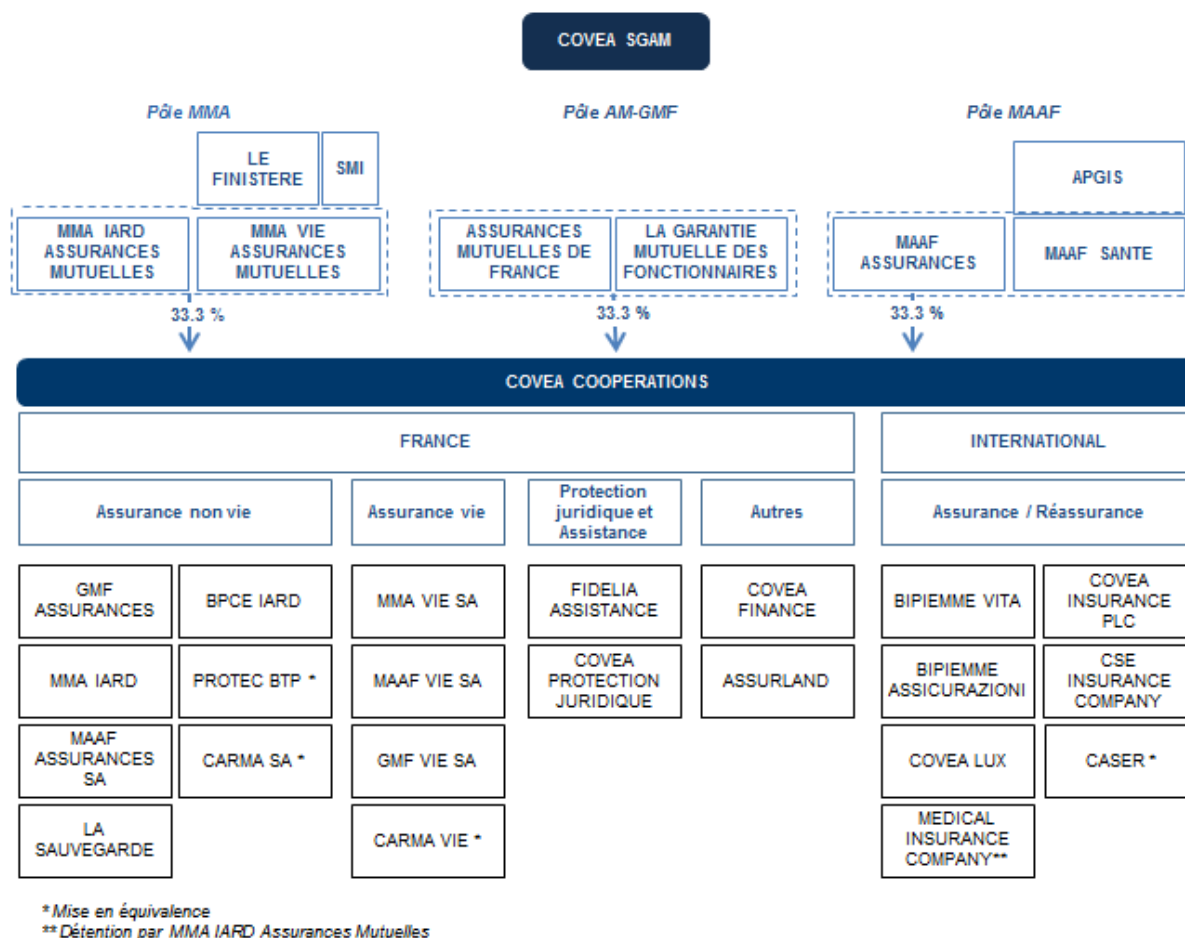 COVEA SGAM
Pôle MMA
Pôle AM-GMF
Pôle MAAF
LE
FINISTERE
SMI
APGIS
MMA IARD
ASSURANCES
MUTUELLES
MMA VIE
ASSURANCES
MUTUELLES
ASSURANCES
MUTUELLES DE
FRANCE
LA GARANTIE
MUTUELLE DES
FONCTIONNAIRES
MAAF
ASSURANCES
MAAF SANTE
33.3 %
33.3 %
33.3 %
COVEA COOPERATIONS
FRANCE
INTERNATIONAL
Assurance non vie
Assurance vie
Protection
juridique et
Assistance
Autres
Assurance / Réassurance
GMF
ASSURANCES
BPCE IARD
MMA VIE SA
FIDELIA
ASSISTANCE
COVEA
FINANCE
BIPIEMME VITA
COVEA
INSURANCE
PLC
MMA IARD
PROTEC BTP *
MAAF VIE SA
COVEA
PROTECTION
JURIDIQUE
ASSURLAND
BIPIEMME
ASSICURAZIONI
CSE
INSURANCE
COMPANY
MAAF
ASSURANCES
SA
CARMA SA *
GMF VIE SA
COVEA LUX
CASER *
LA
SAUVEGARDE
CARMA VIE *
MEDICAL
INSURANCE
COMPANY**
* Mise en équivalence
** Détention par MMA IARD Assurances Mutuelles